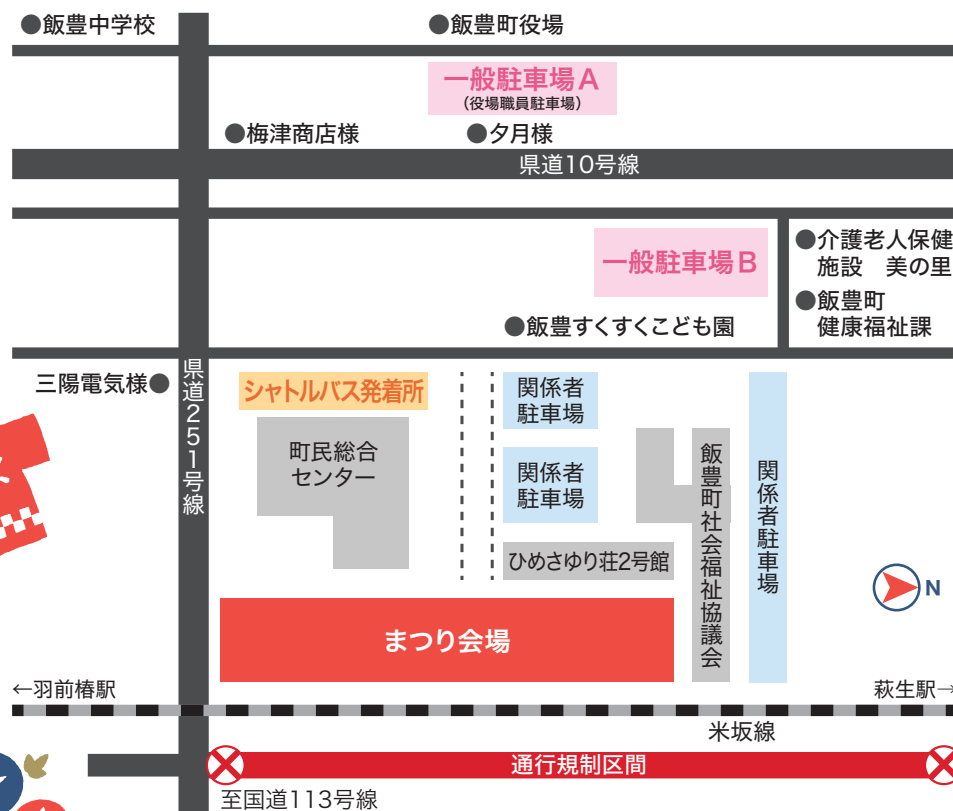 ●飯豊中学校
●飯豊町役場
一般駐車場A
(役場職員駐車場)
●梅津商店様
●夕月様
県道10号線
一般駐車場B
●介護老人保健
施設 美の里
●飯豊町
健康福祉課
●飯豊すくすくこども園
三陽電気様●
県道251号線
シャトルバス発着所
関係者
駐車場
町民総合
センター
関係者
駐車場
飯豊町社会福祉協議会
関係者駐車場
ひめさゆり荘2号館
N
まつり会場
←羽前椿駅
萩生駅→
米坂線
通行規制区間
至国道113号線